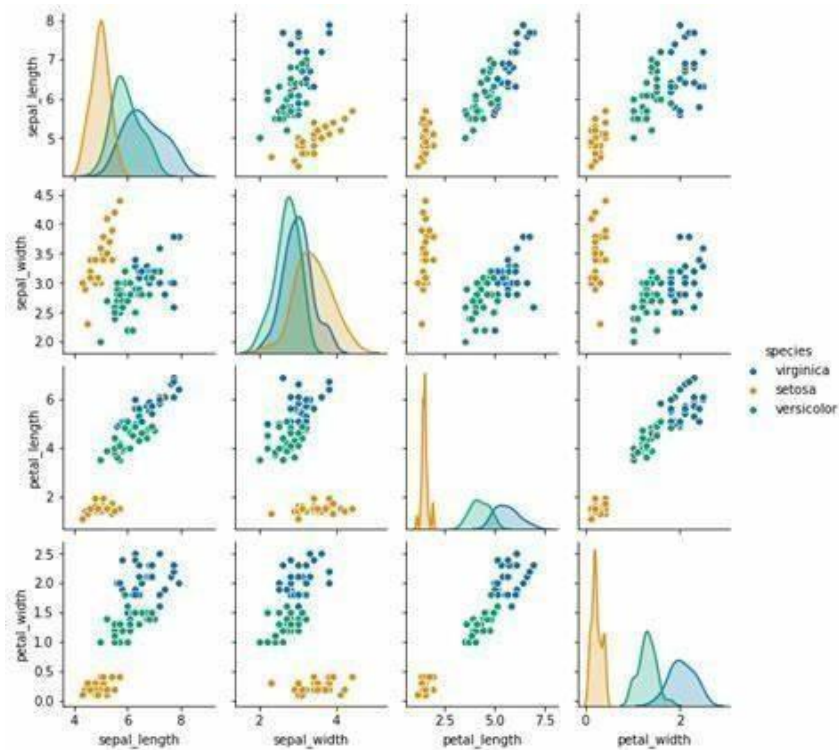 8
7
6
5
sepal_length
4.5
4.0
3.5
3.0
2.5
2.0
sepal_width
6
4
2
petal_length
2.5
2.0
1.5
1.0
0.5
0.0
petal_width
4 6 8
sepal_length
2 4
sepal_width
2.5 5.0 7.5
petal_length
0 2
petal_width
species
virginica
setosa
versicolor